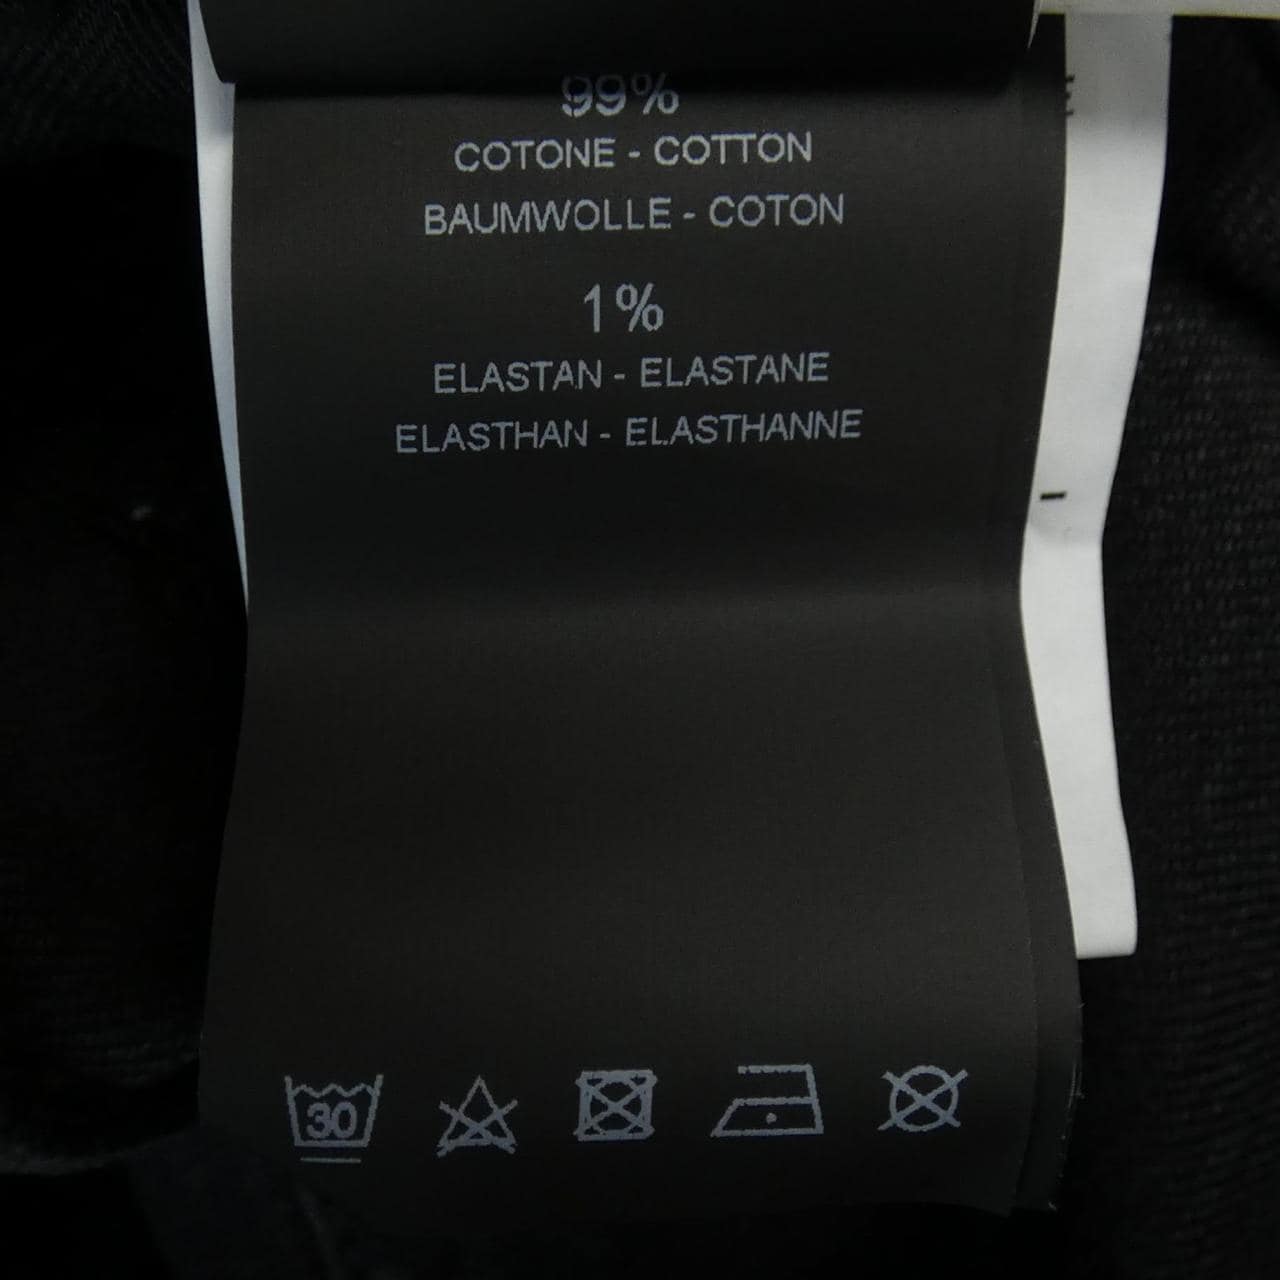 99%
COTONE - COTTON
BAUMWOLLE - COTON
1%
ELASTAN - ELASTANE
ELASTHAN - ELASTHANNE
30